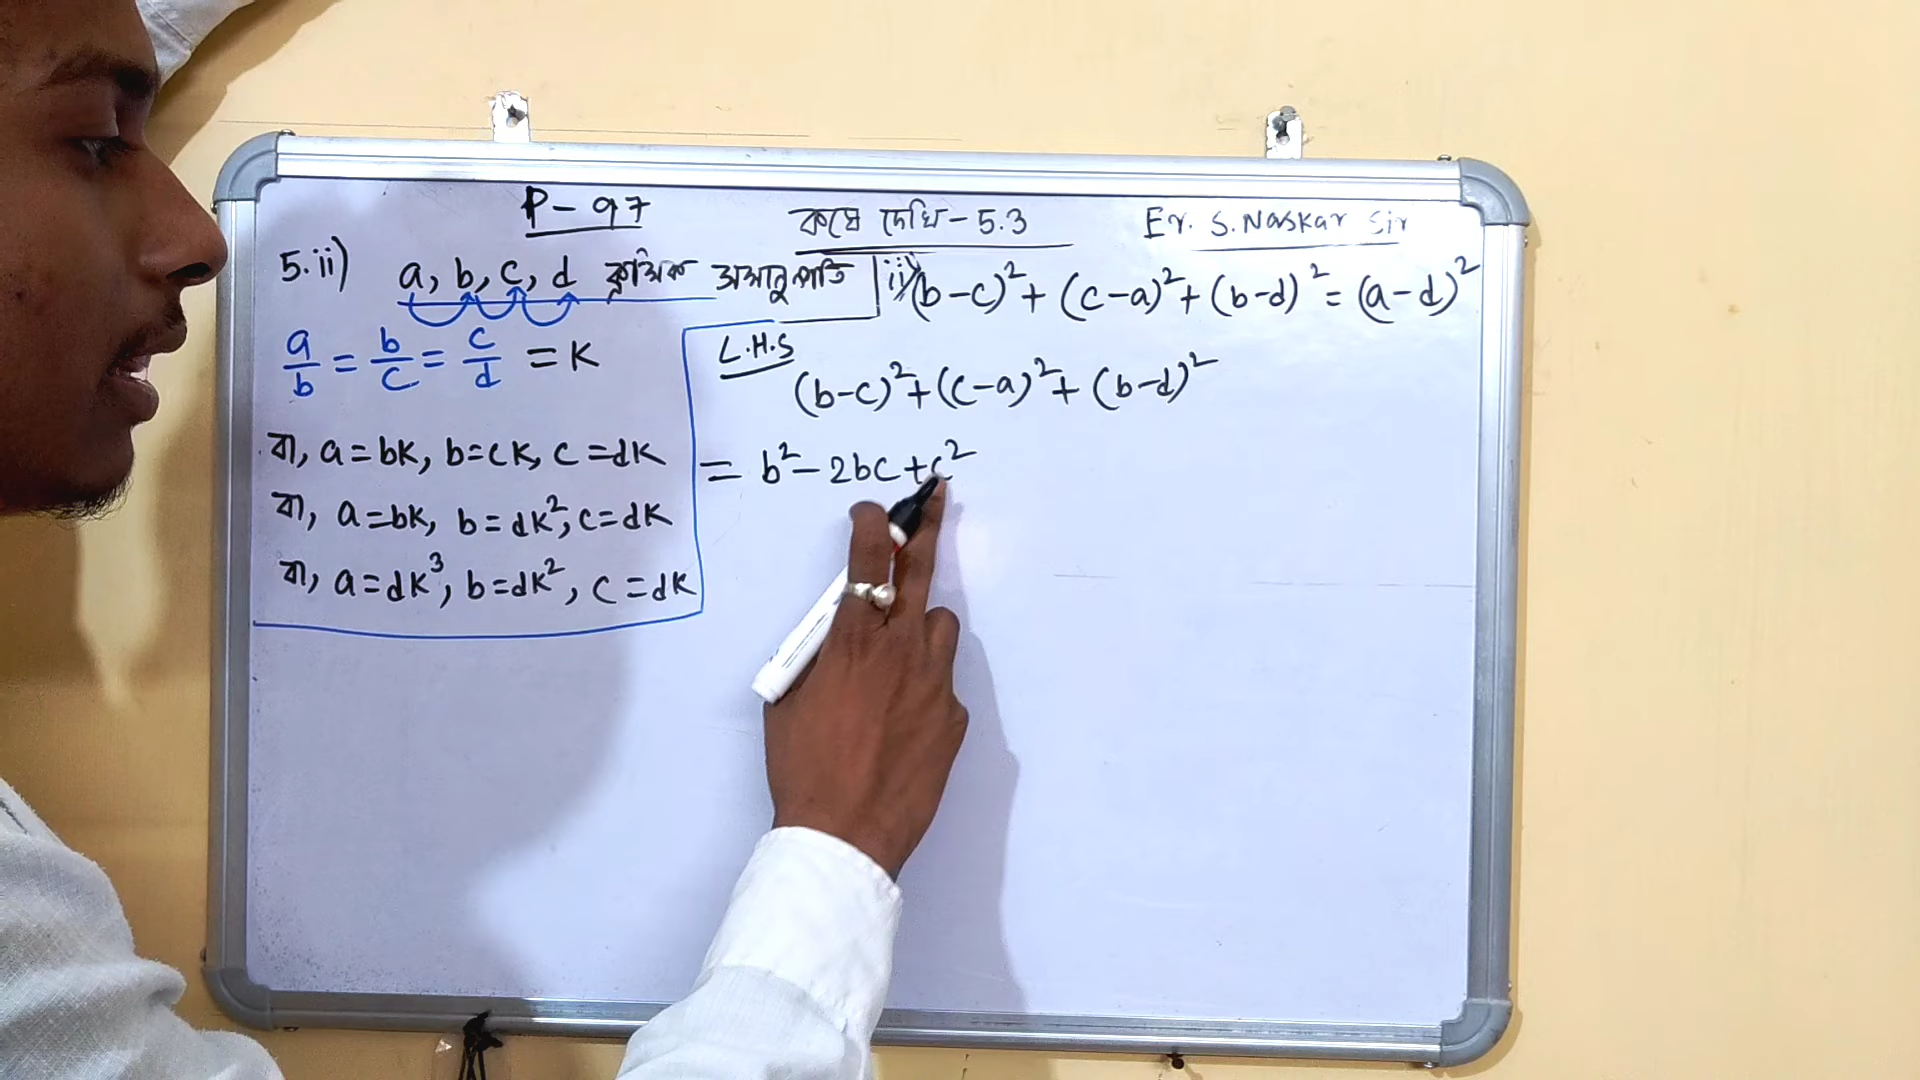 P-97
কষে দেখি-5.3
Er. S. Naskar Sir
5.ii) a, b, c, d ক্রমিক সমানুপাতি
ii) (b-c)²+(c-a)²+(b-d)²=(a-d)²
a/b = b/c = c/d = K
বা, a=bK, b=cK, c=dK
বা, a=bK, b=dK², c=dK
বা, a=dK³, b=dK², c=dK
L.H.S
(b-c)²+(c-a)²+(b-d)²
= b²-2bc+c²